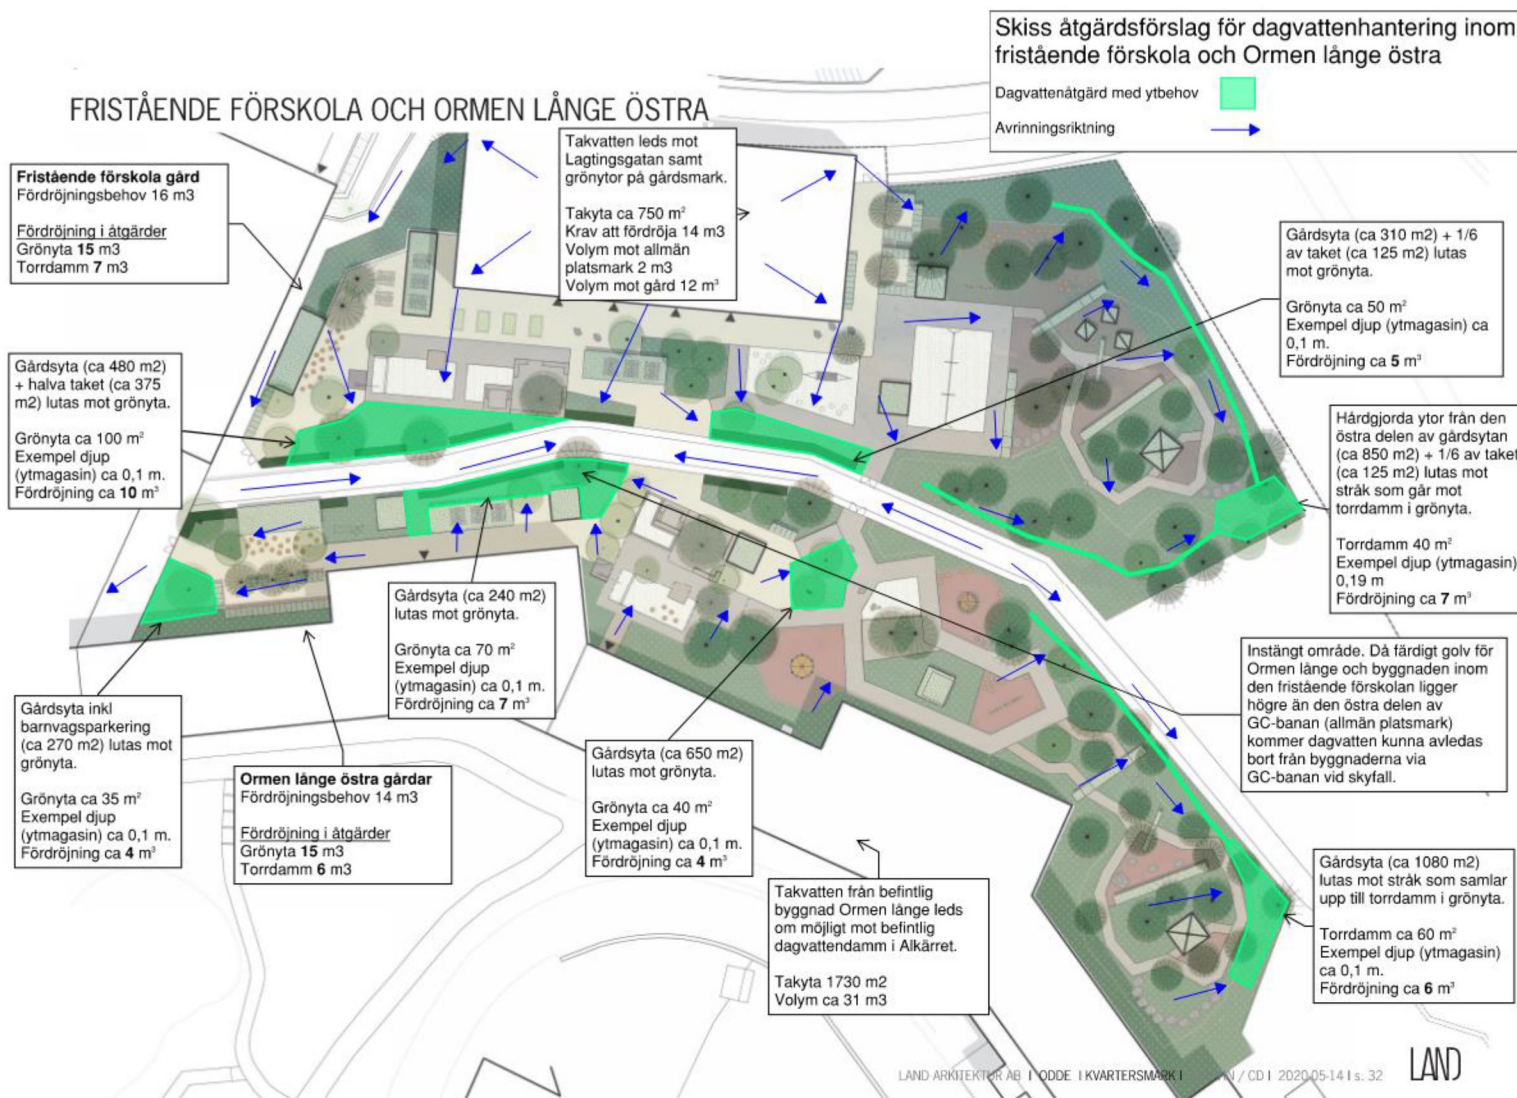 Skiss åtgärdsförslag för dagvattenhantering inom
fristående förskola och Ormen långe östra
Dagvattenåtgärd med ytbehov
Avrinningsriktning
FRISTÅENDE FÖRSKOLA OCH ORMEN LÅNGE ÖSTRA
Fristående förskola gård
Fördröjningsbehov 16 m3
Fördröjning i åtgärder
Grönyta 15 m3
Torrdamm 7 m3
Takvatten leds mot
Lagtingsgatan samt
grönytor på gårdsmark.
Takyta ca 750 m²
Krav att fördröja 14 m3
Volym mot allmän
platsmark 2 m3
Volym mot gård 12 m³
Gårdsyta (ca 310 m2) + 1/6
av taket (ca 125 m2) lutas
mot grönyta.
Grönyta ca 50 m²
Exempel djup (ytmagasin) ca
0,1 m.
Fördröjning ca 5 m³
Gårdsyta (ca 480 m2)
+ halva taket (ca 375
m2) lutas mot grönyta.
Grönyta ca 100 m²
Exempel djup
(ytmagasin) ca 0,1 m.
Fördröjning ca 10 m³
Hårdgjorda ytor från den
östra delen av gårdsytan
(ca 850 m2) + 1/6 av taket
(ca 125 m2) lutas mot
stråk som går mot
torrdamm i grönyta.
Torrdamm 40 m²
Exempel djup (ytmagasin)
0,19 m
Fördröjning ca 7 m³
Gårdsyta (ca 240 m2)
lutas mot grönyta.
Grönyta ca 70 m²
Exempel djup
(ytmagasin) ca 0,1 m.
Fördröjning ca 7 m³
Instängt område. Då färdigt golv för
Ormen långe och byggnaden inom
den fristående förskolan ligger
högre än den östra delen av
GC-banan (allmän platsmark)
kommer dagvatten kunna avledas
bort från byggnaderna via
GC-banan vid skyfall.
Gårdsyta inkl
barnvagsparkering
(ca 270 m2) lutas mot
grönyta.
Grönyta ca 35 m²
Exempel djup
(ytmagasin) ca 0,1 m.
Fördröjning ca 4 m³
Ormen långe östra gårdar
Fördröjningsbehov 14 m3
Fördröjning i åtgärder
Grönyta 15 m3
Torrdamm 6 m3
Gårdsyta (ca 650 m2)
lutas mot grönyta.
Grönyta ca 40 m²
Exempel djup
(ytmagasin) ca 0,1 m.
Fördröjning ca 4 m³
Takvatten från befintlig
byggnad Ormen långe leds
om möjligt mot befintlig
dagvattendamm i Alkärret.
Takyta 1730 m2
Volym ca 31 m3
Gårdsyta (ca 1080 m2)
lutas mot stråk som samlar
upp till torrdamm i grönyta.
Torrdamm ca 60 m²
Exempel djup (ytmagasin)
ca 0,1 m.
Fördröjning ca 6 m³
LAND ARKITEKTUR AB I ODDE I KVARTERSMARK I N / CD I 2020-05-14 I s. 32
LAND